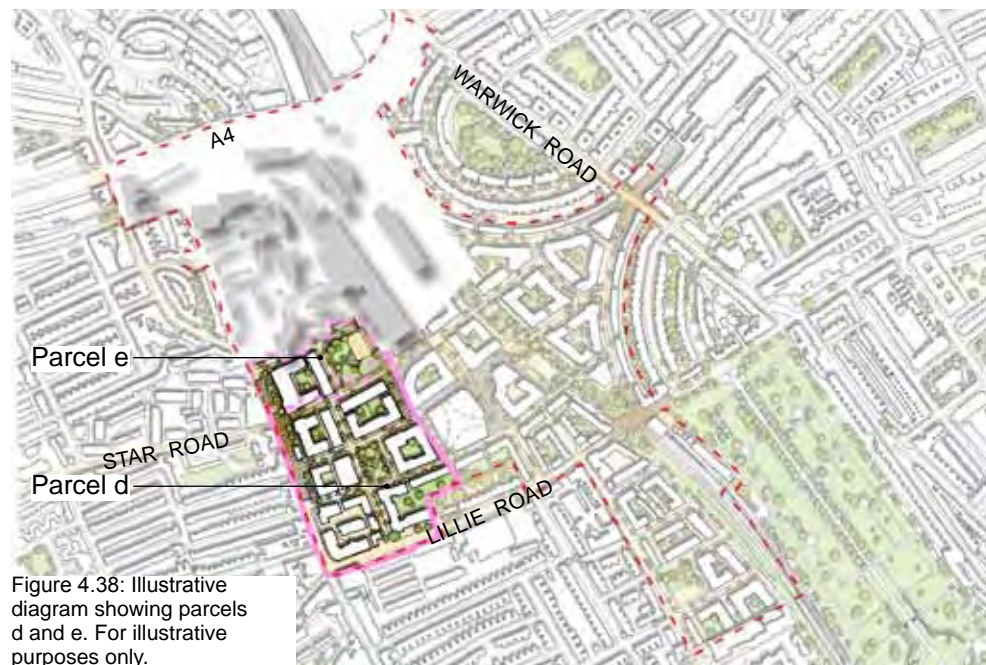 A4
WARWICK ROAD
Parcel e
STAR ROAD
Parcel d
LILLIE ROAD
Figure 4.38: Illustrative
diagram showing parcels
d and e. For illustrative
purposes only.